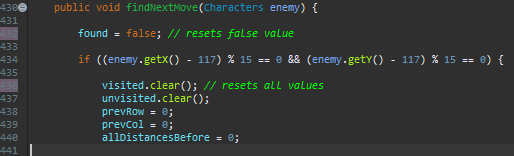 430 public void findNextMove(Characters enemy) {
431
432 found = false; // resets false value
433
434 if ((enemy.getX() - 117) % 15 == 0 && (enemy.getY() - 117) % 15 == 0) {
435
436 visited.clear(); // resets all values
437 unvisited.clear();
438 prevRow = 0;
439 prevCol = 0;
440 allDistancesBefore = 0;
441